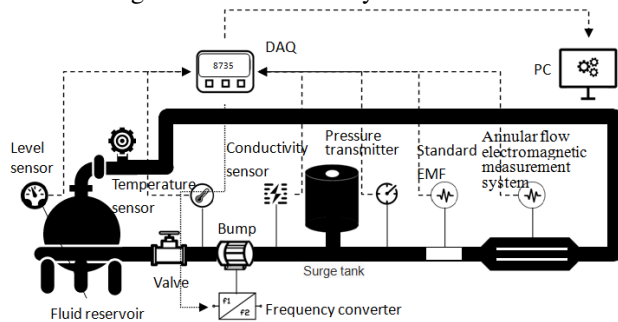 DAQ
8735
PC
Level
sensor
Temperature
sensor
Conductivity
sensor
Pressure
transmitter
Standard
EMF
Annular flow
electromagnetic
measurement
system
Bump
Valve
Surge tank
f1
f2
Frequency converter
Fluid reservoir